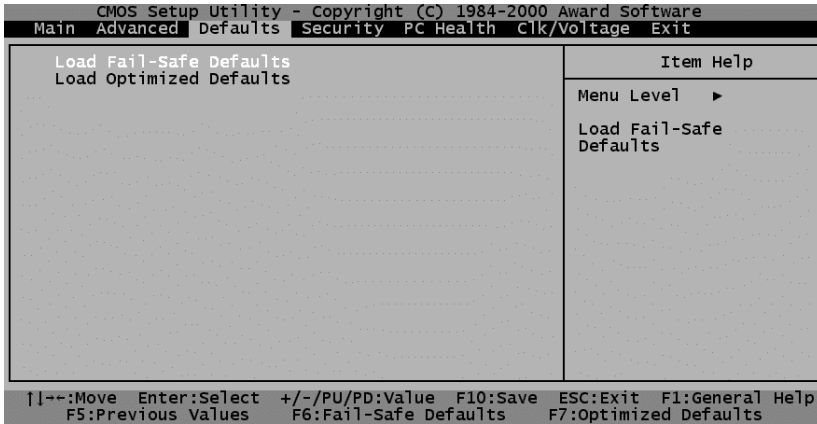 CMOS Setup Utility - Copyright (C) 1984-2000 Award Software
Main Advanced Defaults Security PC Health Clk/Voltage Exit
Load Fail-Safe Defaults
Load Optimized Defaults
Item Help
Menu Level ►
Load Fail-Safe
Defaults
↑↓→←:Move Enter:Select +/-/PU/PD:Value F10:Save ESC:Exit F1:General Help
F5:Previous Values F6:Fail-Safe Defaults F7:Optimized Defaults